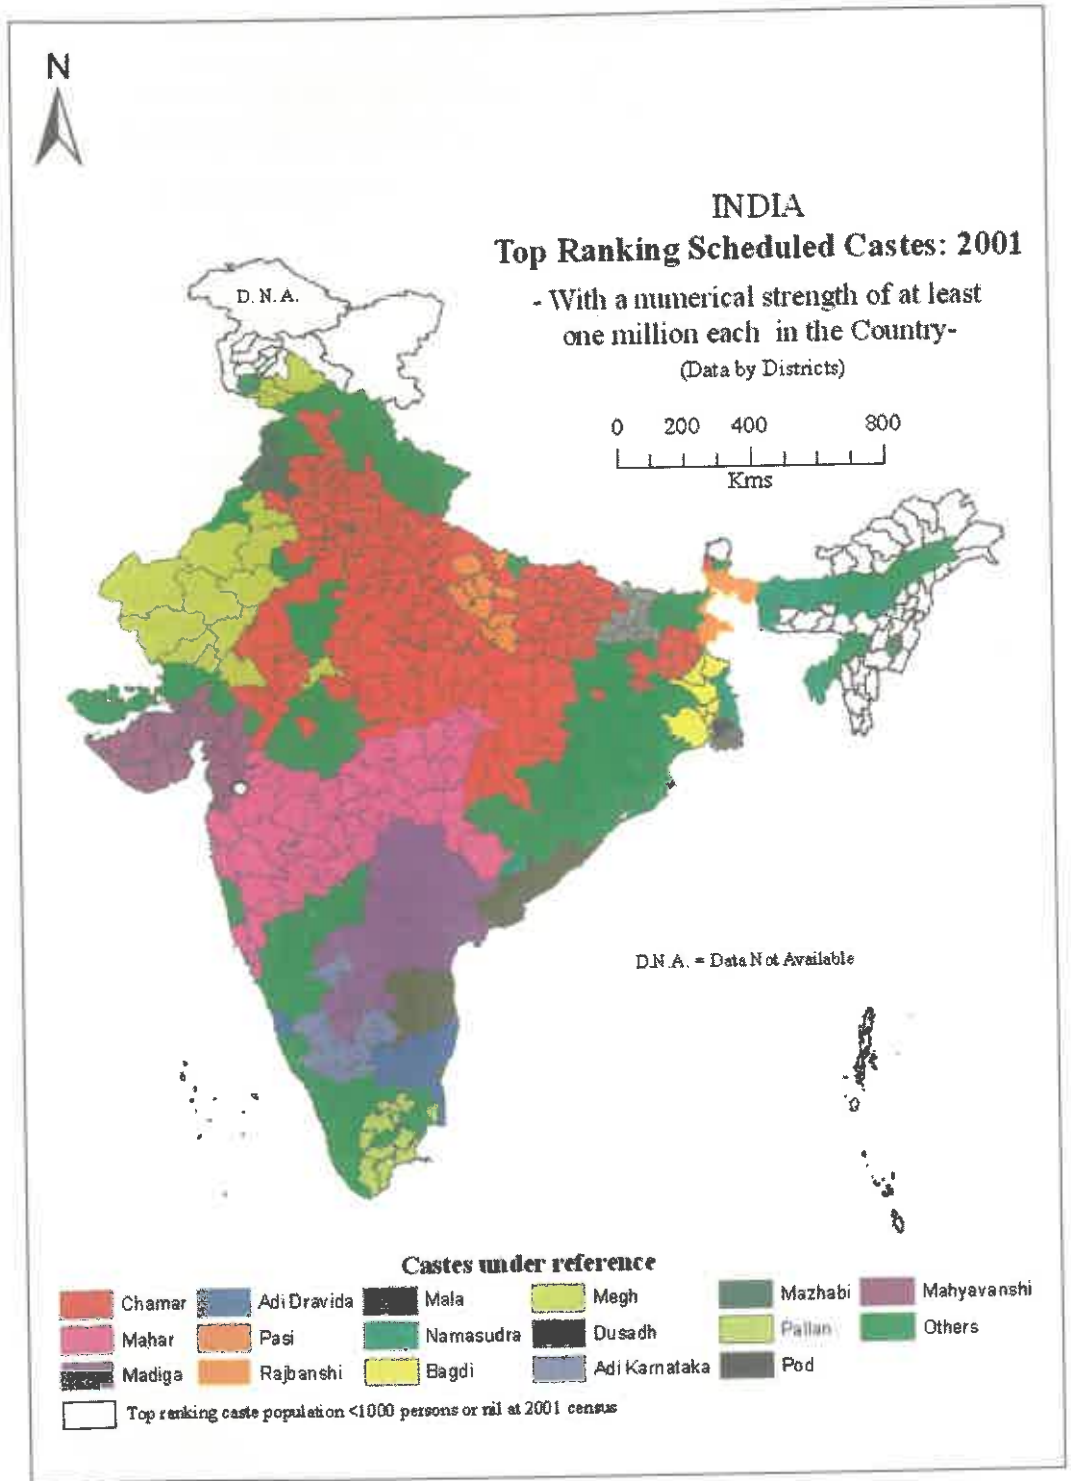 N
INDIA
Top Ranking Scheduled Castes: 2001
- With a numerical strength of at least
one million each in the Country-
(Data by Districts)
0 200 400 800
Kms
D.N.A.
D.N.A. = Data Not Available
Castes under reference
Chamar Adi Dravida Mala Megh Mazhabi Mahyavanshi
Mahar Pasi Namasudra Dusadh Pallan Others
Madiga Rajbanshi Bagdi Adi Karnataka Pod
Top ranking caste population <1000 persons or nil at 2001 census